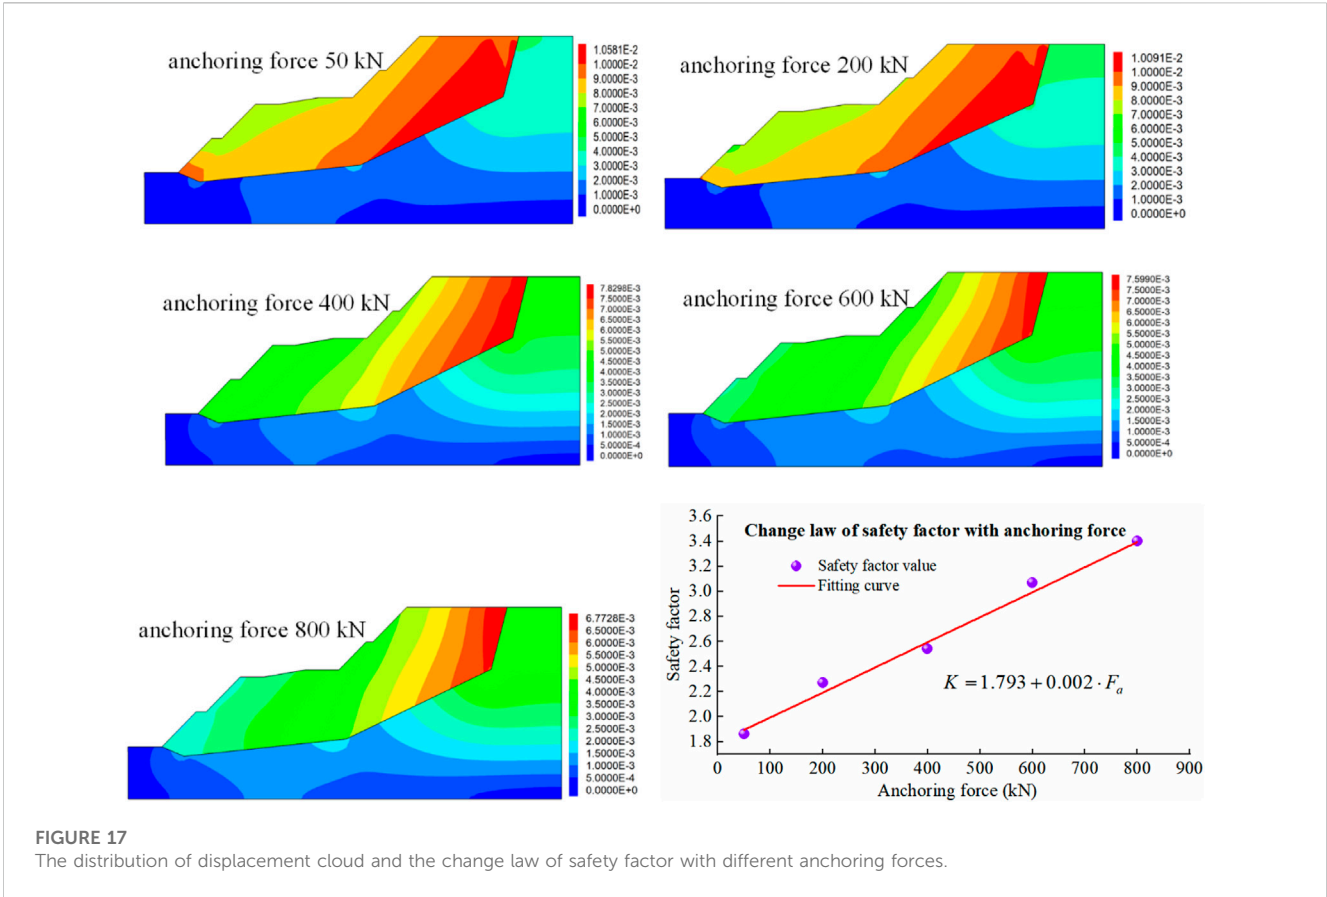 anchoring force 50 kN
1.0581E-2
1.0000E-2
9.0000E-3
8.0000E-3
7.0000E-3
6.0000E-3
5.0000E-3
4.0000E-3
3.0000E-3
2.0000E-3
1.0000E-3
0.0000E+0
anchoring force 200 kN
1.0091E-2
1.0000E-2
9.0000E-3
8.0000E-3
7.0000E-3
6.0000E-3
5.0000E-3
4.0000E-3
3.0000E-3
2.0000E-3
1.0000E-3
0.0000E+0
anchoring force 400 kN
7.8298E-3
7.5000E-3
7.0000E-3
6.5000E-3
6.0000E-3
5.5000E-3
5.0000E-3
4.5000E-3
4.0000E-3
3.5000E-3
3.0000E-3
2.5000E-3
2.0000E-3
1.5000E-3
1.0000E-3
5.0000E-4
0.0000E+0
anchoring force 600 kN
7.5990E-3
7.5000E-3
7.0000E-3
6.5000E-3
6.0000E-3
5.5000E-3
5.0000E-3
4.5000E-3
4.0000E-3
3.5000E-3
3.0000E-3
2.5000E-3
2.0000E-3
1.5000E-3
1.0000E-3
5.0000E-4
0.0000E+0
anchoring force 800 kN
6.7728E-3
6.5000E-3
6.0000E-3
5.5000E-3
5.0000E-3
4.5000E-3
4.0000E-3
3.5000E-3
3.0000E-3
2.5000E-3
2.0000E-3
1.5000E-3
1.0000E-3
5.0000E-4
0.0000E+0
Change law of safety factor with anchoring force
Safety factor value
Fitting curve
K = 1.793 + 0.002 · Fa
Safety factor
3.6
3.4
3.2
3.0
2.8
2.6
2.4
2.2
2.0
1.8
0 100 200 300 400 500 600 700 800 900
Anchoring force (kN)
FIGURE 17
The distribution of displacement cloud and the change law of safety factor with different anchoring forces.